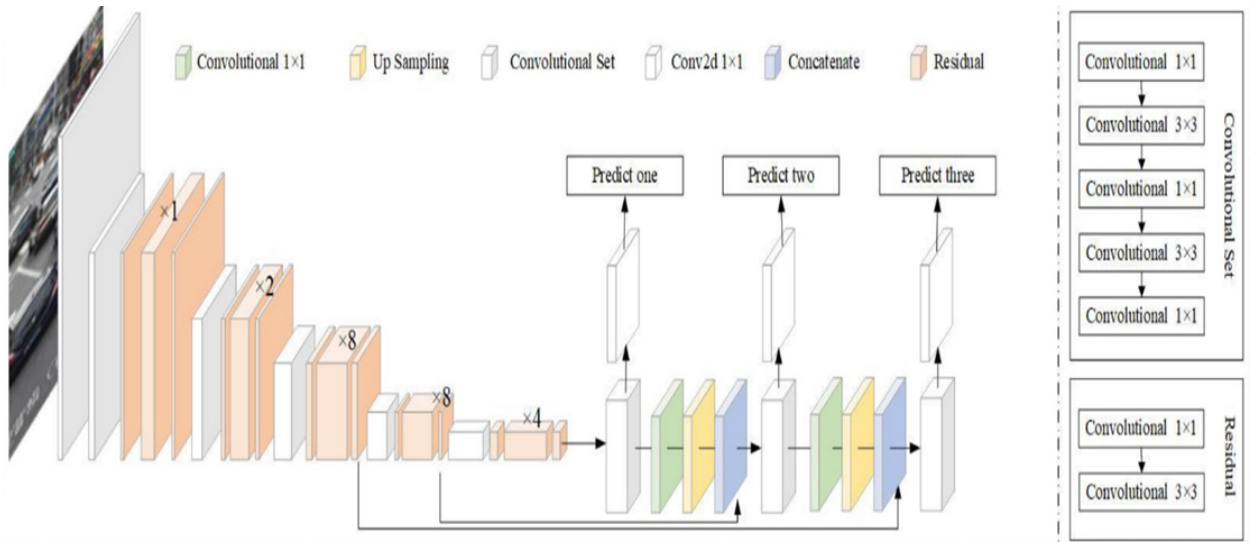 Convolutional 1×1
Up Sampling
Convolutional Set
Conv2d 1×1
Concatenate
Residual
×1
×2
×8
×8
×4
Predict one
Predict two
Predict three
Convolutional 1×1
Convolutional 3×3
Convolutional 1×1
Convolutional 3×3
Convolutional 1×1
Convolutional Set
Convolutional 1×1
Convolutional 3×3
Residual